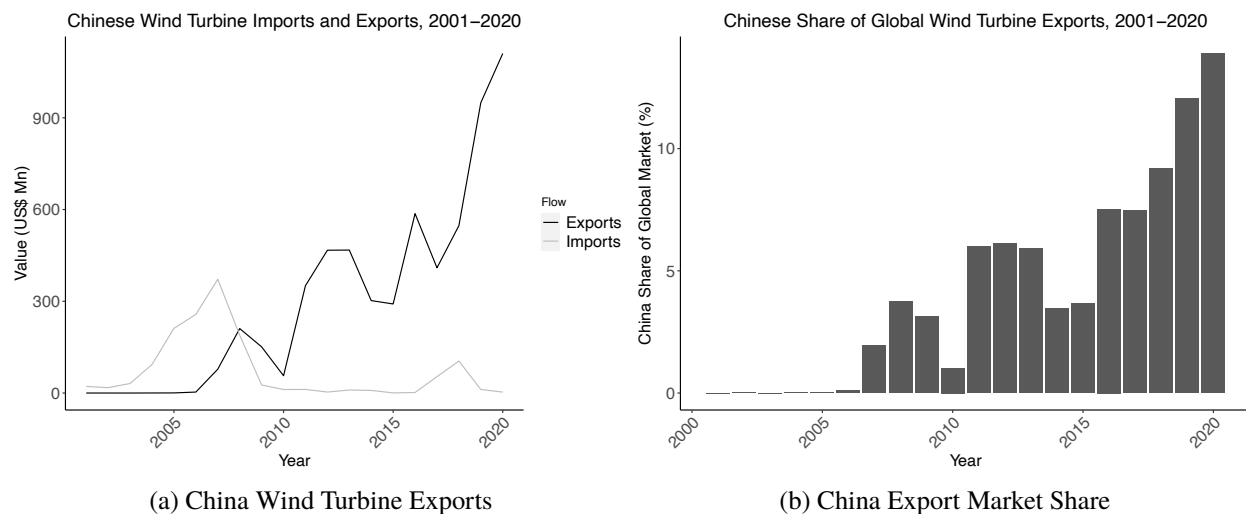 Chinese Wind Turbine Imports and Exports, 2001−2020
Value (US$ Mn)
900
600
300
0
2005
2010
2015
2020
Year
Flow
Exports
Imports
(a) China Wind Turbine Exports
Chinese Share of Global Wind Turbine Exports, 2001−2020
China Share of Global Market (%)
10
5
0
2000
2005
2010
2015
2020
Year
(b) China Export Market Share